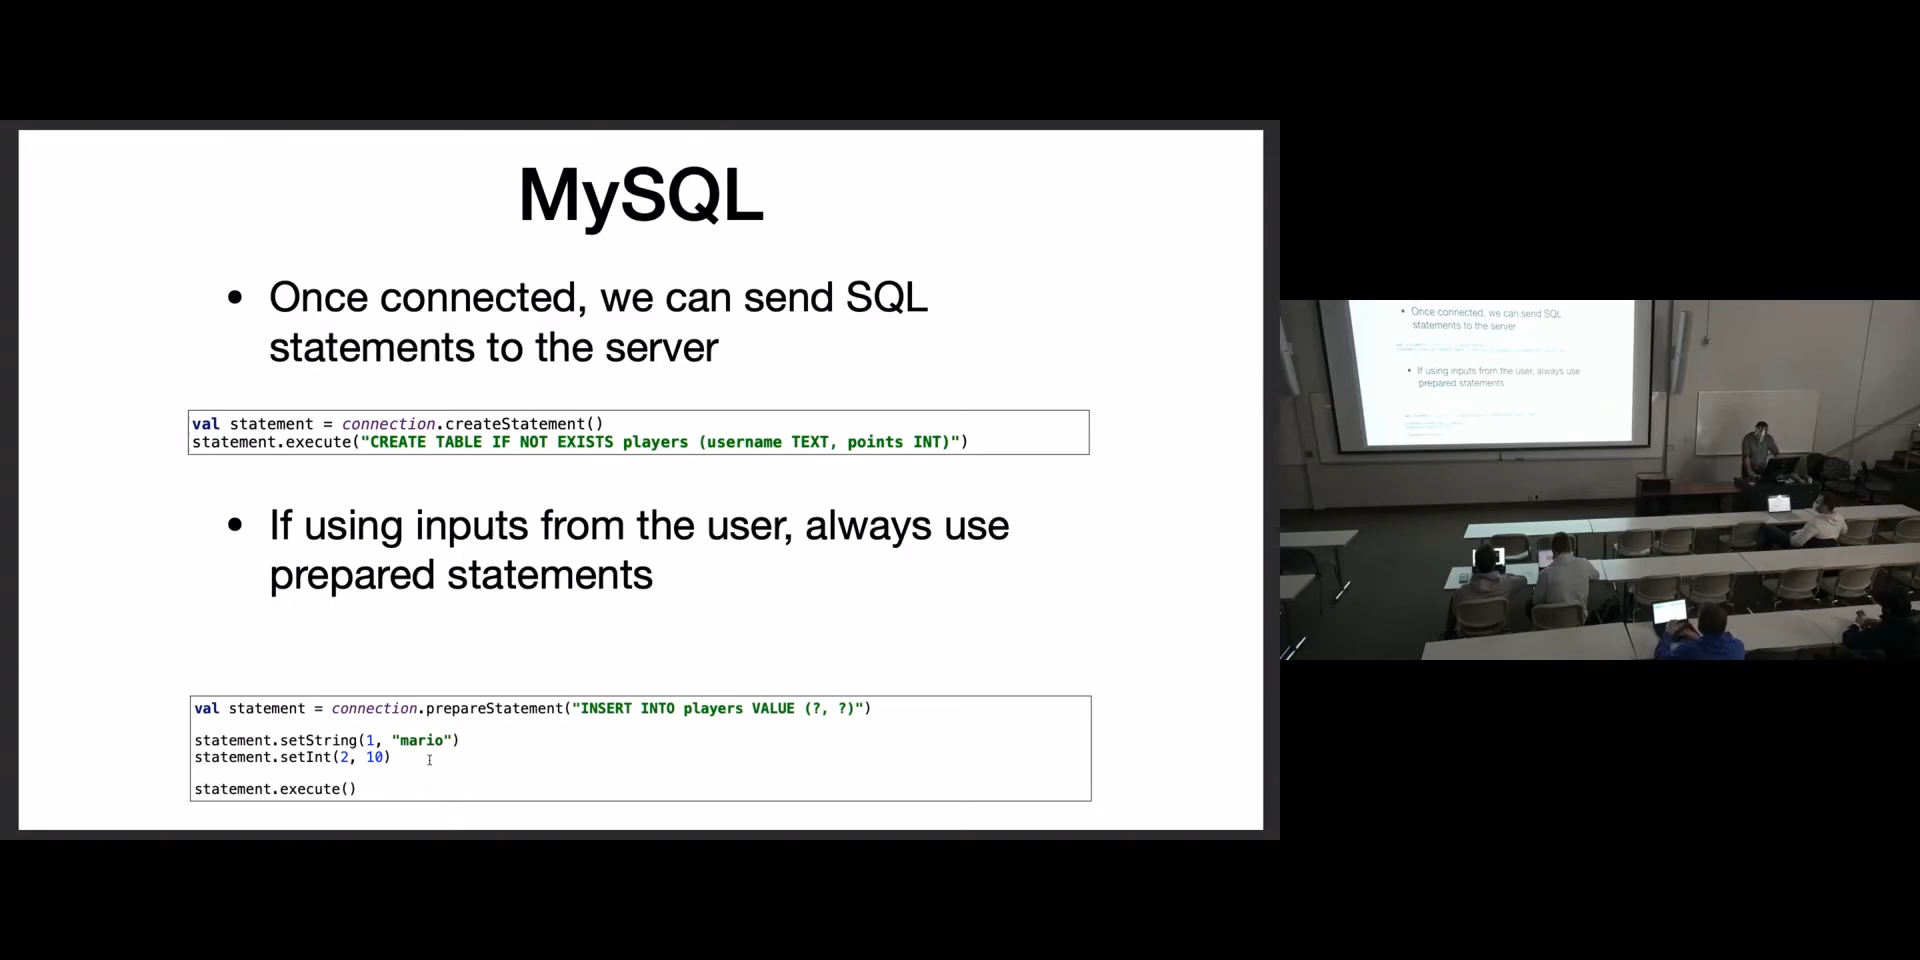 MySQL
• Once connected, we can send SQL
statements to the server
val statement = connection.createStatement()
statement.execute("CREATE TABLE IF NOT EXISTS players (username TEXT, points INT)")
• If using inputs from the user, always use
prepared statements
val statement = connection.prepareStatement("INSERT INTO players VALUE (?, ?)")
statement.setString(1, "mario")
statement.setInt(2, 10)
statement.execute()
• Once connected, we can send SQL
statements to the server
• If using inputs from the user, always use
prepared statements